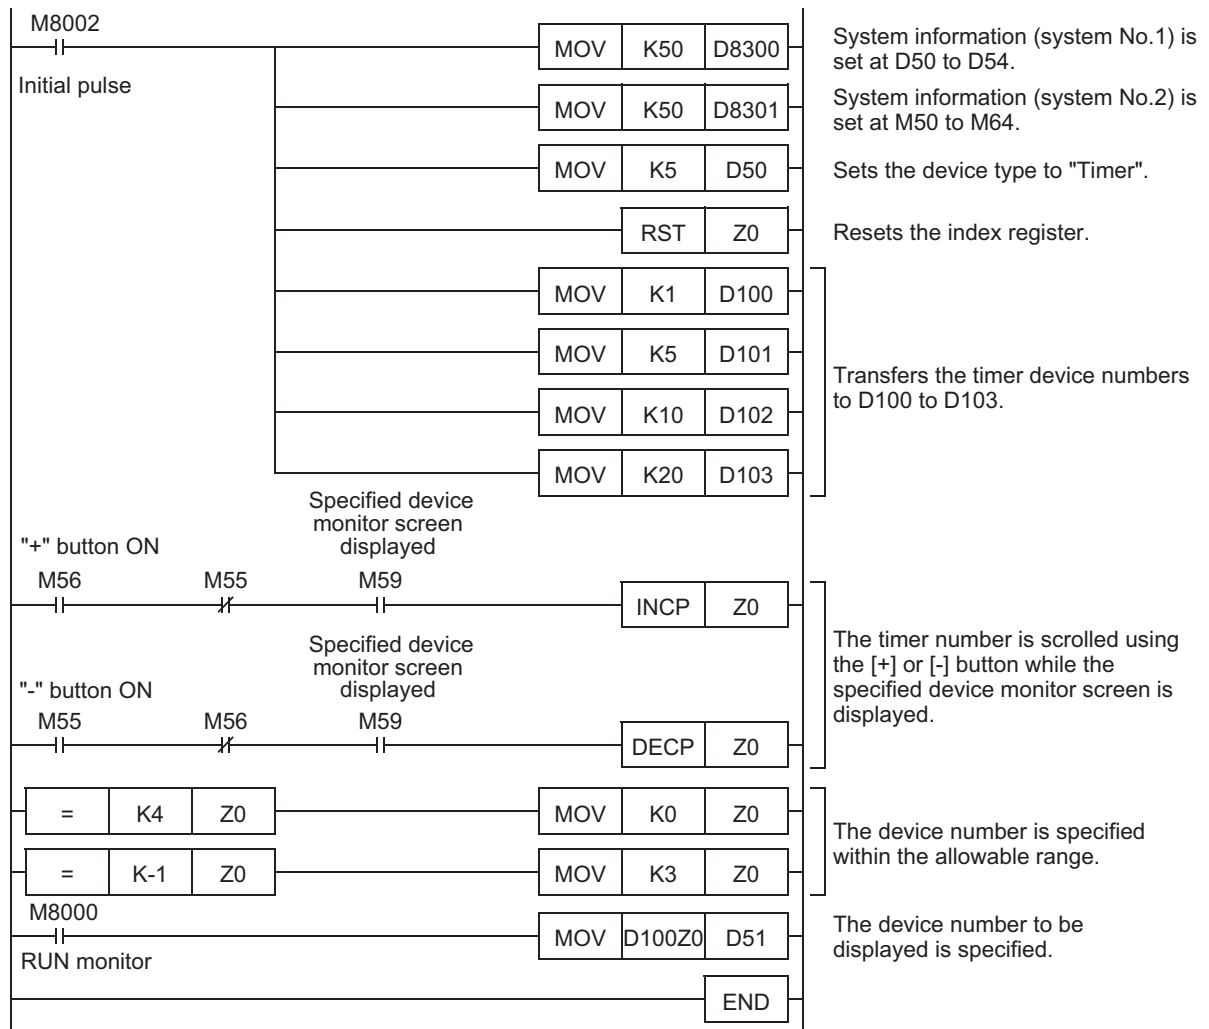 M8002
MOV K50 D8300
System information (system No.1) is
set at D50 to D54.
Initial pulse
MOV K50 D8301
System information (system No.2) is
set at M50 to M64.
MOV K5 D50
Sets the device type to "Timer".
RST Z0
Resets the index register.
MOV K1 D100
MOV K5 D101
MOV K10 D102
MOV K20 D103
Transfers the timer device numbers
to D100 to D103.
Specified device
monitor screen
displayed
"+" button ON
M56 M55 M59
INCP Z0
Specified device
monitor screen
displayed
"-" button ON
M55 M56 M59
DECP Z0
The timer number is scrolled using
the [+] or [-] button while the
specified device monitor screen is
displayed.
= K4 Z0 MOV K0 Z0
= K-1 Z0 MOV K3 Z0
The device number is specified
within the allowable range.
M8000
MOV D100Z0 D51
RUN monitor
The device number to be
displayed is specified.
END